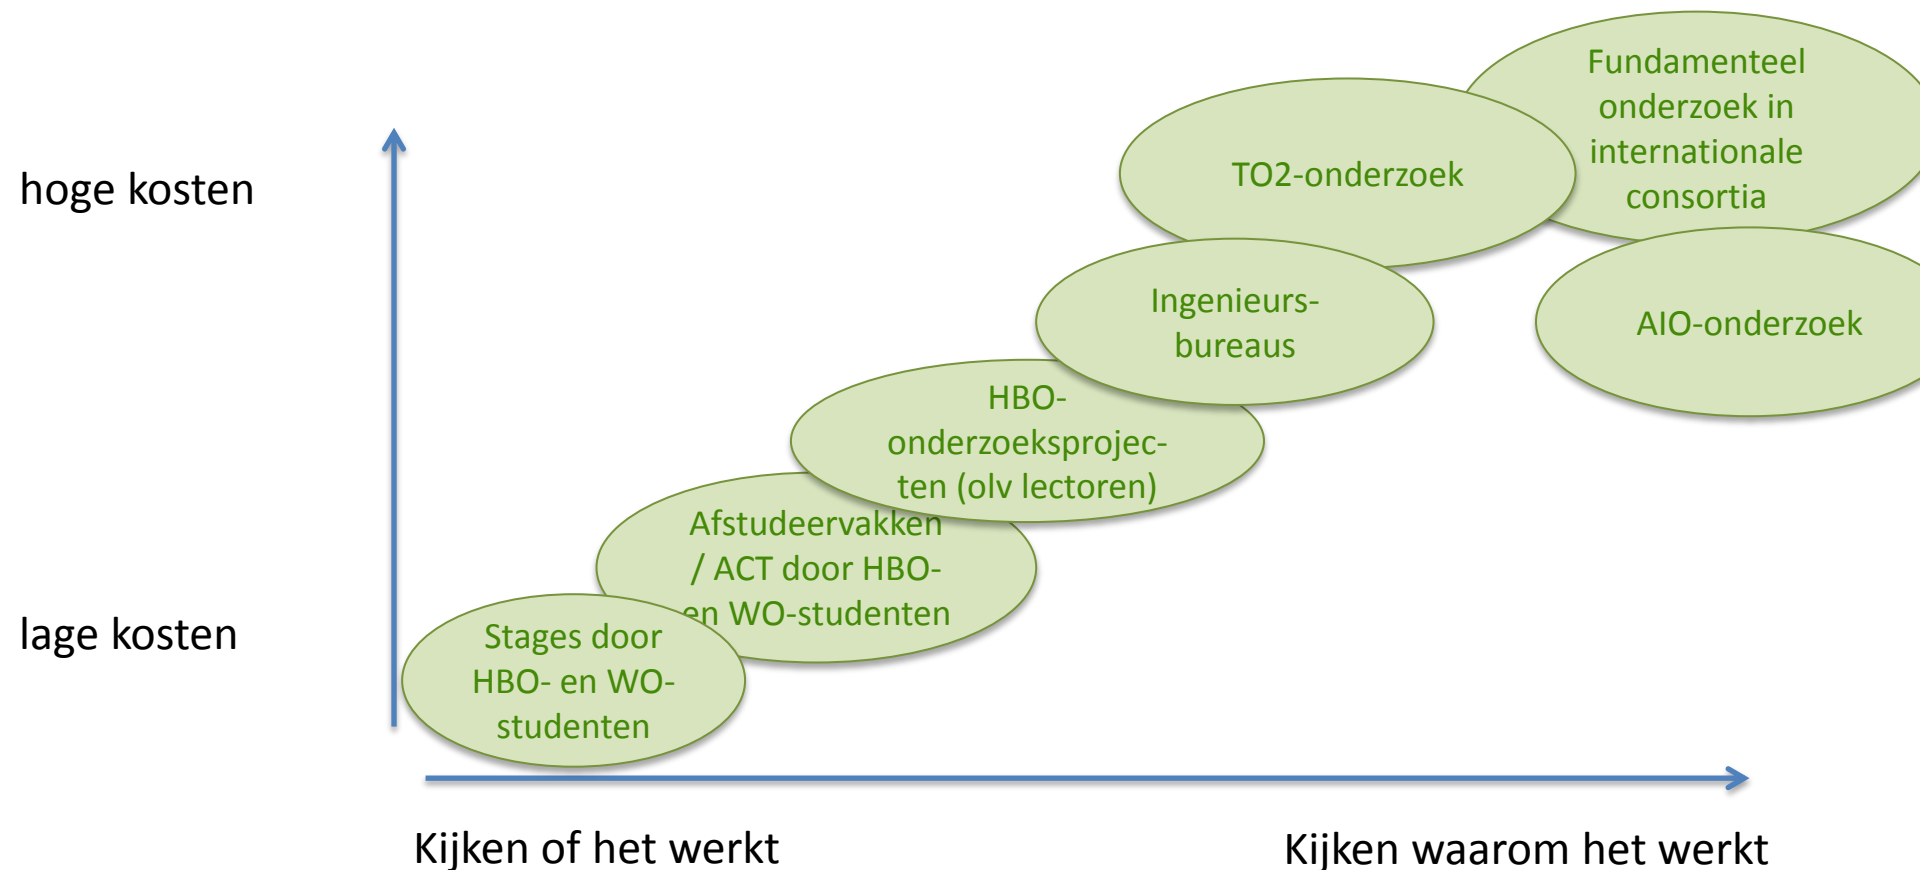 Fundamenteel
onderzoek in
internationale
consortia
TO2-onderzoek
hoge kosten
Ingenieurs-
bureaus
AIO-onderzoek
HBO-
onderzoeksprojec-
ten (olv lectoren)
Afstudeervakken
/ ACT door HBO-
en WO-studenten
lage kosten
Stages door
HBO- en WO-
studenten
Kijken of het werkt
Kijken waarom het werkt